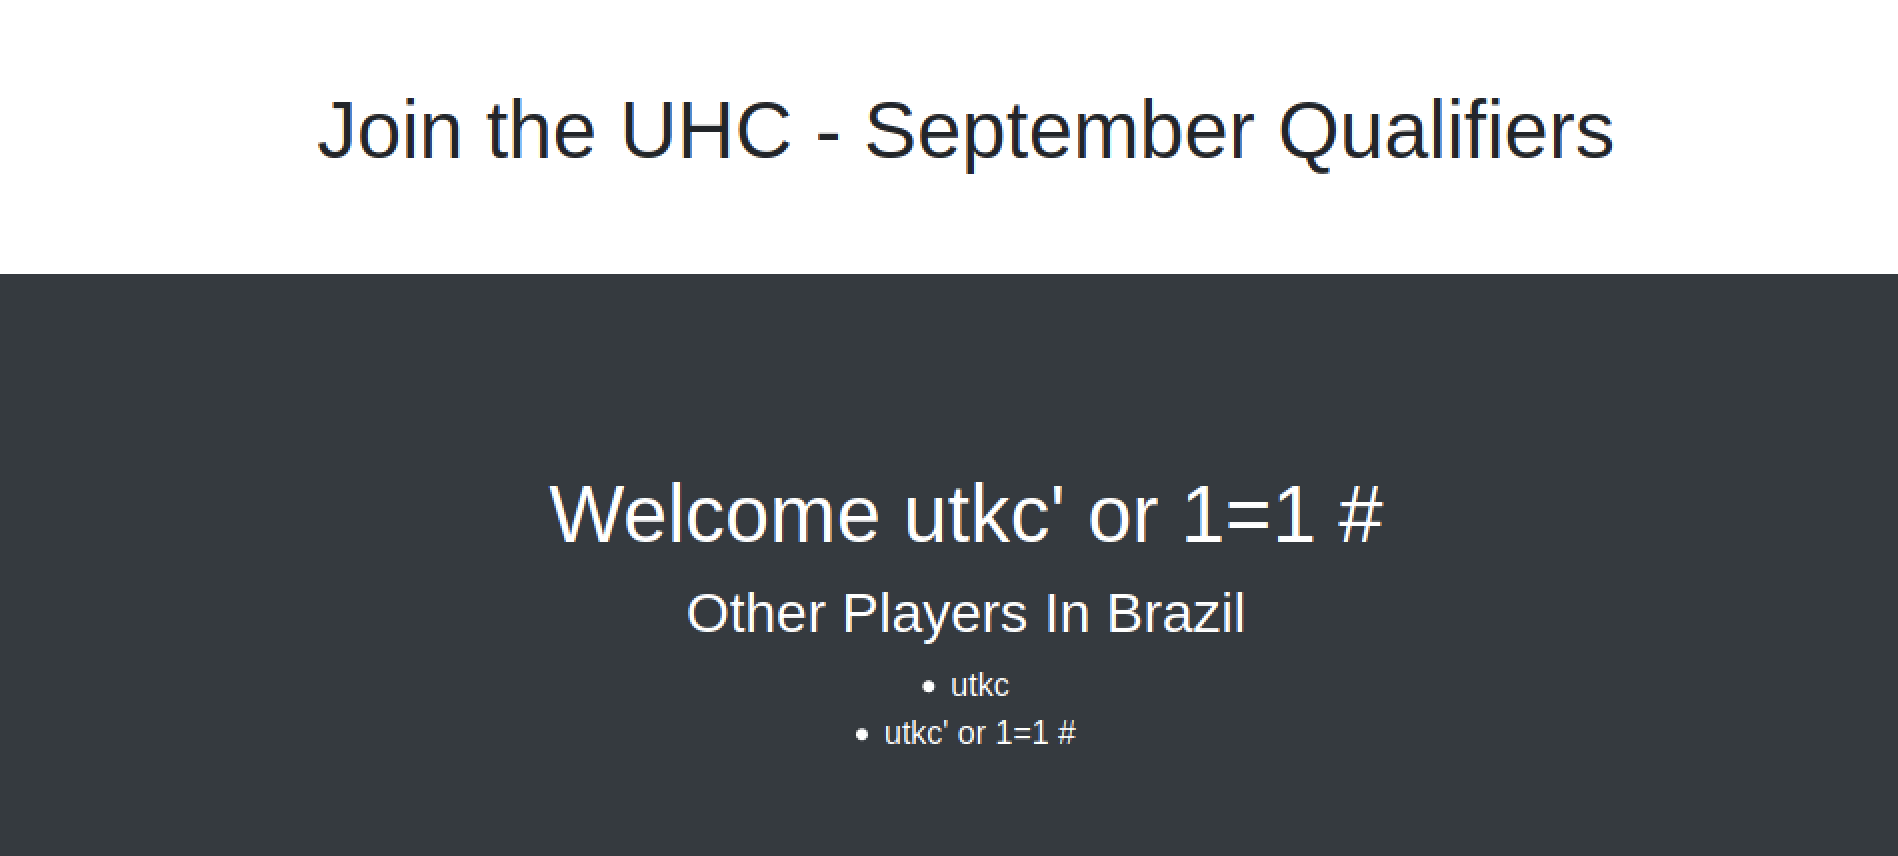 Join the UHC - September Qualifiers
Welcome utkc' or 1=1 #
Other Players In Brazil
utkc
utkc' or 1=1 #